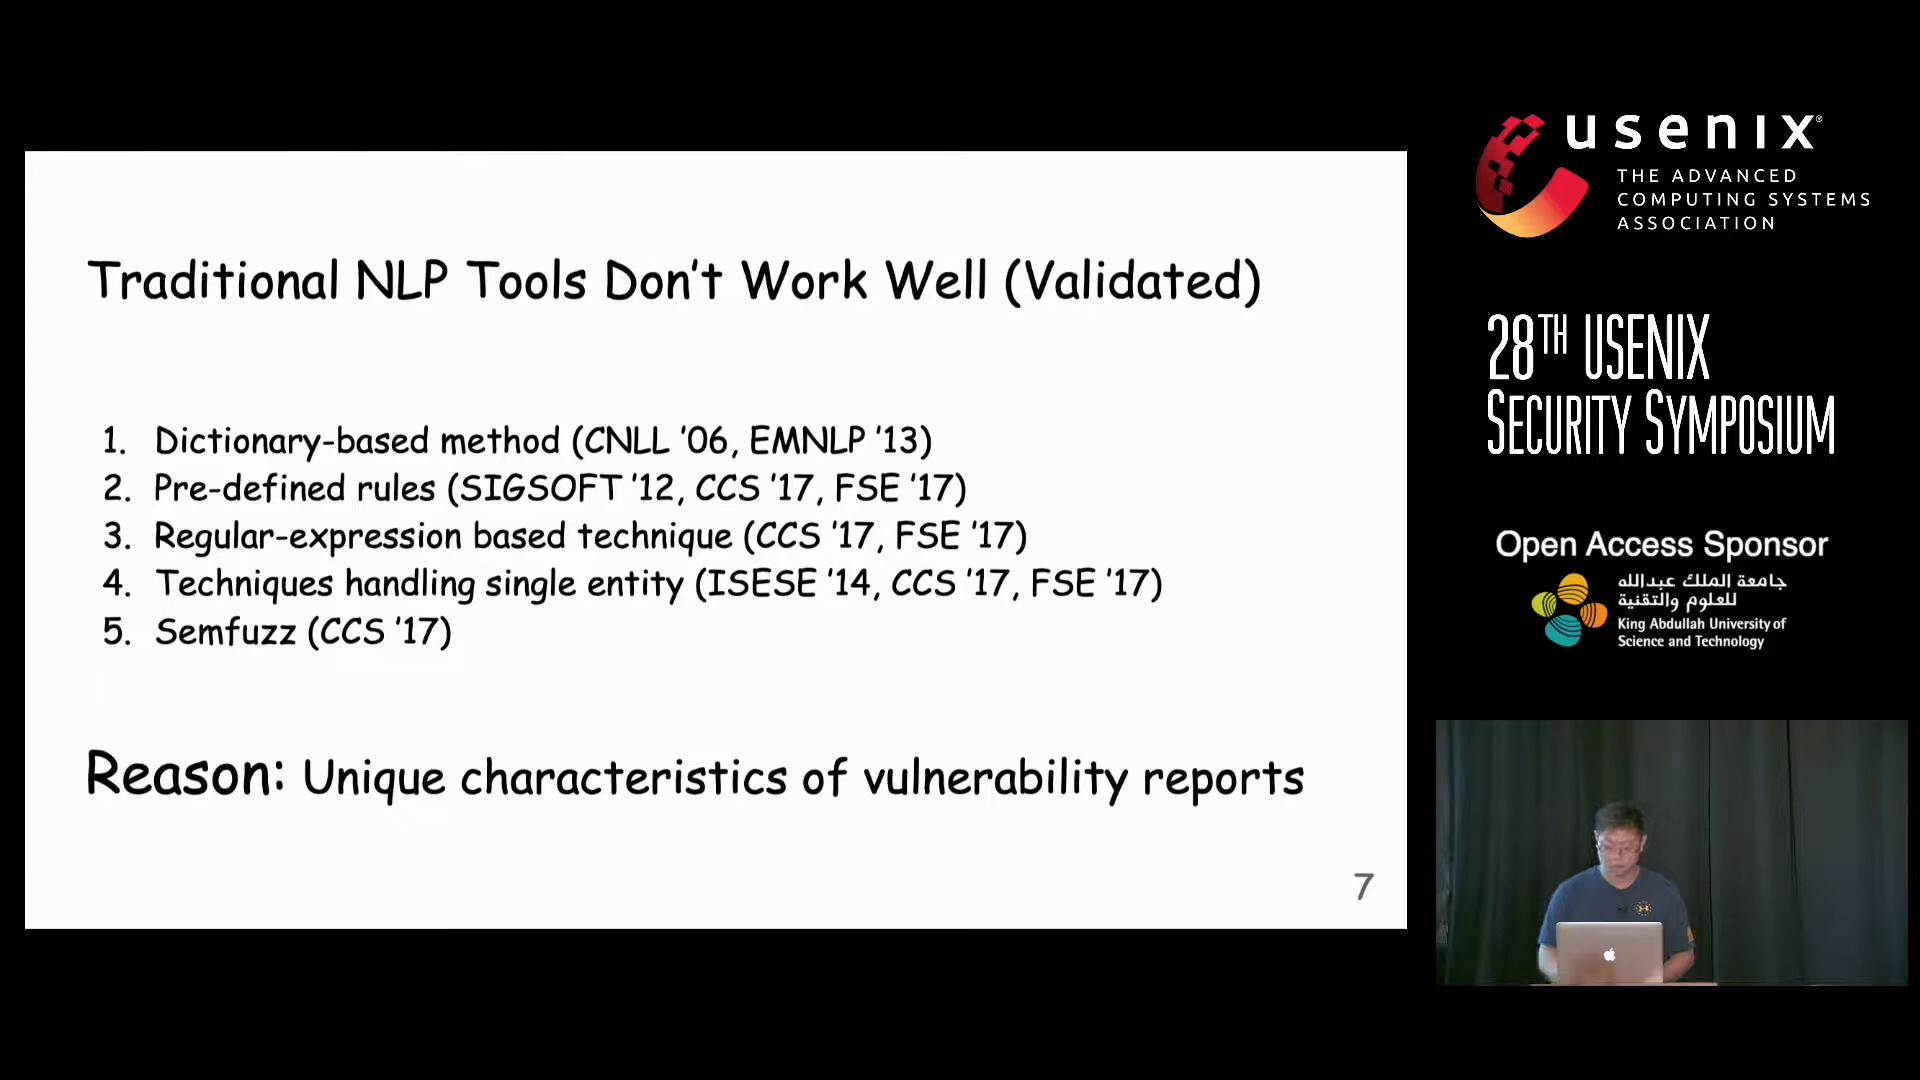 Traditional NLP Tools Don't Work Well (Validated)
1. Dictionary-based method (CNLL '06, EMNLP '13)
2. Pre-defined rules (SIGSOFT '12, CCS '17, FSE '17)
3. Regular-expression based technique (CCS '17, FSE '17)
4. Techniques handling single entity (ISESE '14, CCS '17, FSE '17)
5. Semfuzz (CCS '17)
Reason: Unique characteristics of vulnerability reports
7
usenix®
THE ADVANCED
COMPUTING SYSTEMS
ASSOCIATION
28TH USENIX
SECURITY SYMPOSIUM
Open Access Sponsor
جامعة الملك عبدالله
للعلوم والتقنية
King Abdullah University of
Science and Technology